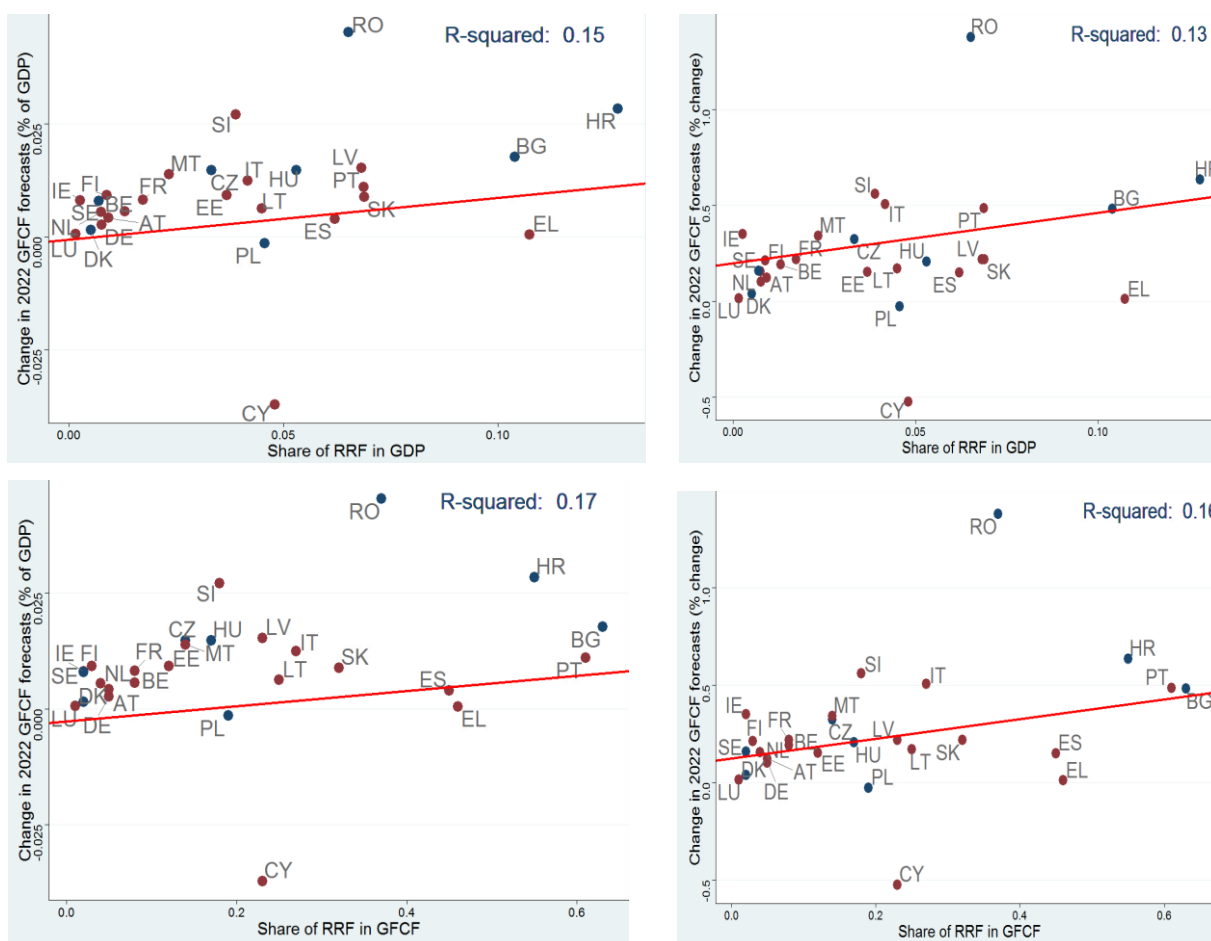 RO
R-squared: 0.15
SI
HR
BG
MT
IT
LV
IE
FI
FR
CZ
HU
PT
NL
SE
BE
EE
LT
SK
AT
ES
EL
LU
DE
DK
PL
CY
0.025
0.000
-0.025
Change in 2022 GFCF forecasts (% of GDP)
0.00
0.05
0.10
Share of RRF in GDP
RO
R-squared: 0.13
HR
SI
BG
IT
PT
MT
IE
SE
FI
FR
CZ
HU
LV
BE
NL
AT
EE
LT
ES
SK
LU
DK
PL
EL
CY
1.0
0.5
0.0
-0.5
Change in 2022 GFCF forecasts (% change)
0.00
0.05
0.10
Share of RRF in GDP
R-squared: 0.17
RO
HR
SI
CZ
HU
LV
IT
BG
IE
FI
FR
EE
MT
SK
PT
SE
NL
BE
LT
ES
DK
AT
LU
DE
PL
EL
CY
0.025
0.000
-0.025
Change in 2022 GFCF forecasts (% of GDP)
0.0
0.2
0.4
0.6
Share of RRF in GFCF
R-squared: 0.16
RO
HR
SI
IT
PT
BG
IE
MT
FR
FI
BE
CZ
LV
SE
NL
HU
SK
ES
DK
AT
EE
LT
LU
DE
PL
EL
CY
1.0
0.5
0.0
-0.5
Change in 2022 GFCF forecasts (% change)
0.0
0.2
0.4
0.6
Share of RRF in GFCF